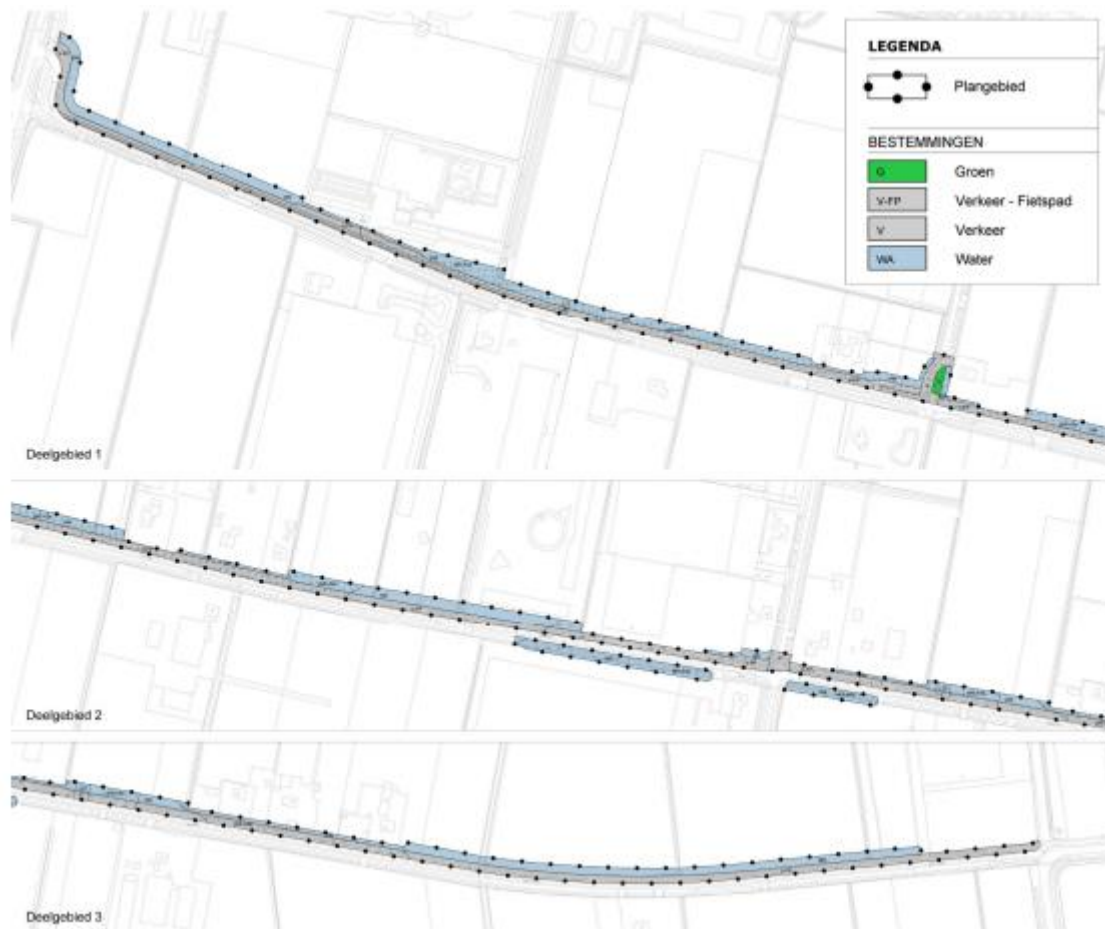 LEGENDA
Plangebied
BESTEMMINGEN
G Groen
V-FP Verkeer - Fietspad
V Verkeer
WA Water
Deelgebied 1
Deelgebied 2
Deelgebied 3